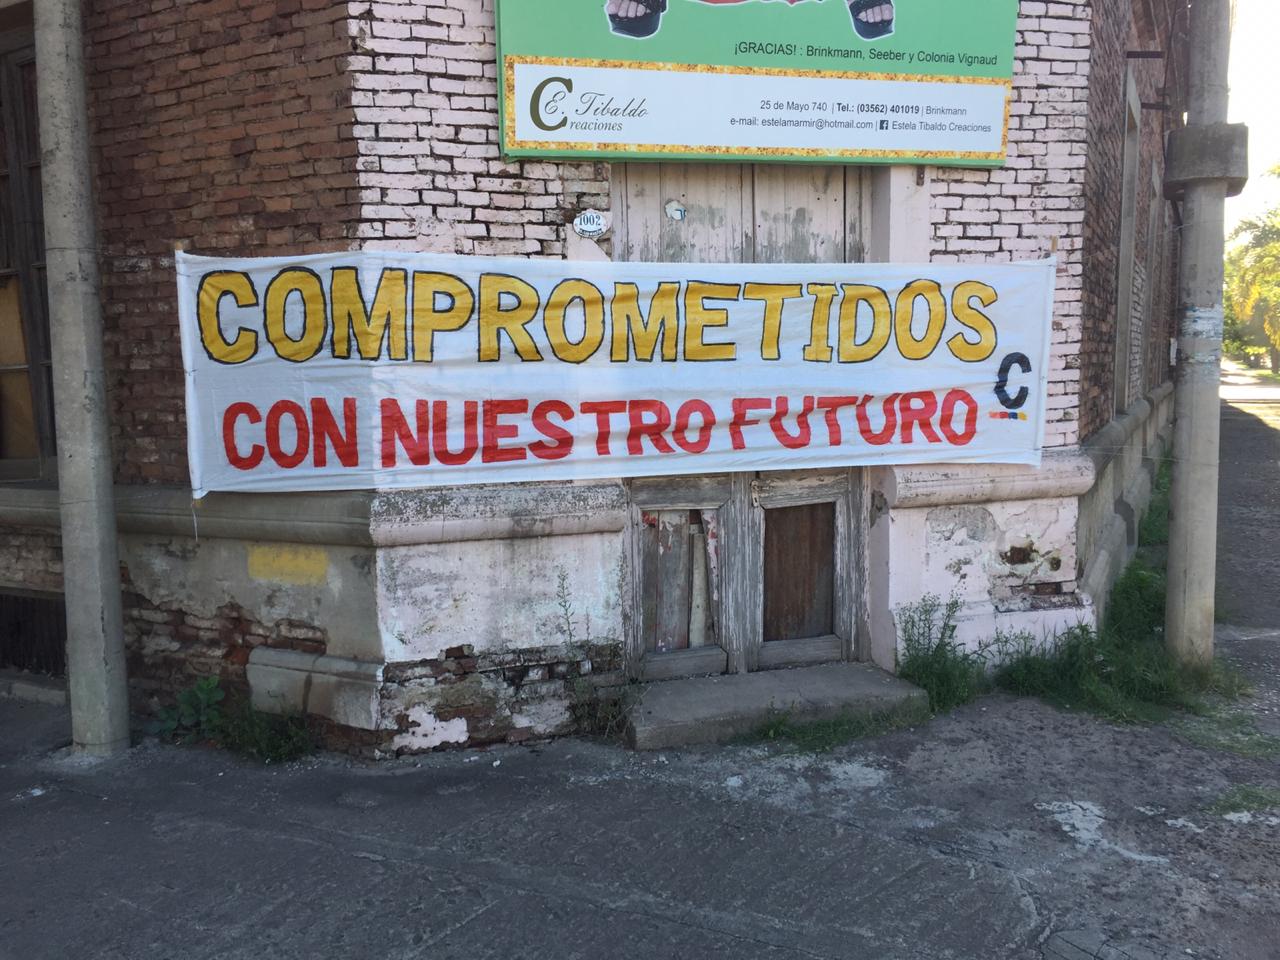 ¡GRACIAS! : Brinkmann, Seeber y Colonia Vignaud
E. Tibaldo
Creaciones
25 de Mayo 740 | Tel.: (03562) 401019 | Brinkmann
e-mail: estelamarmir@hotmail.com | Estela Tibaldo Creaciones
1002
COMPROMETIDOS
CON NUESTRO FUTURO
C